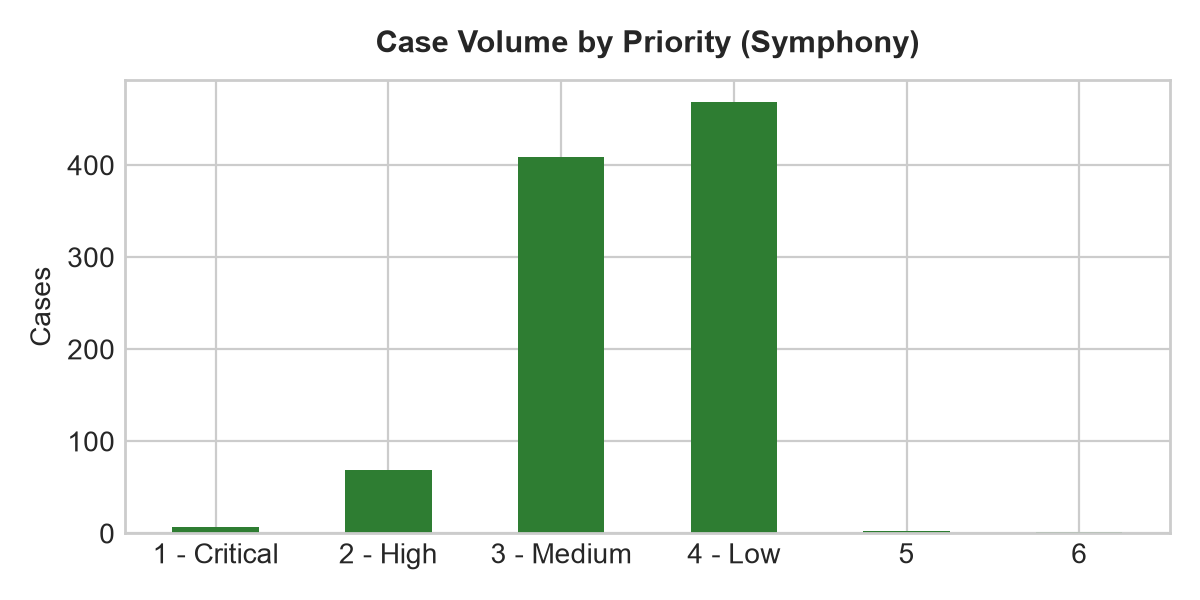 Case Volume by Priority (Symphony)
Cases
400
300
200
100
0
1 - Critical 2 - High 3 - Medium 4 - Low 5 6